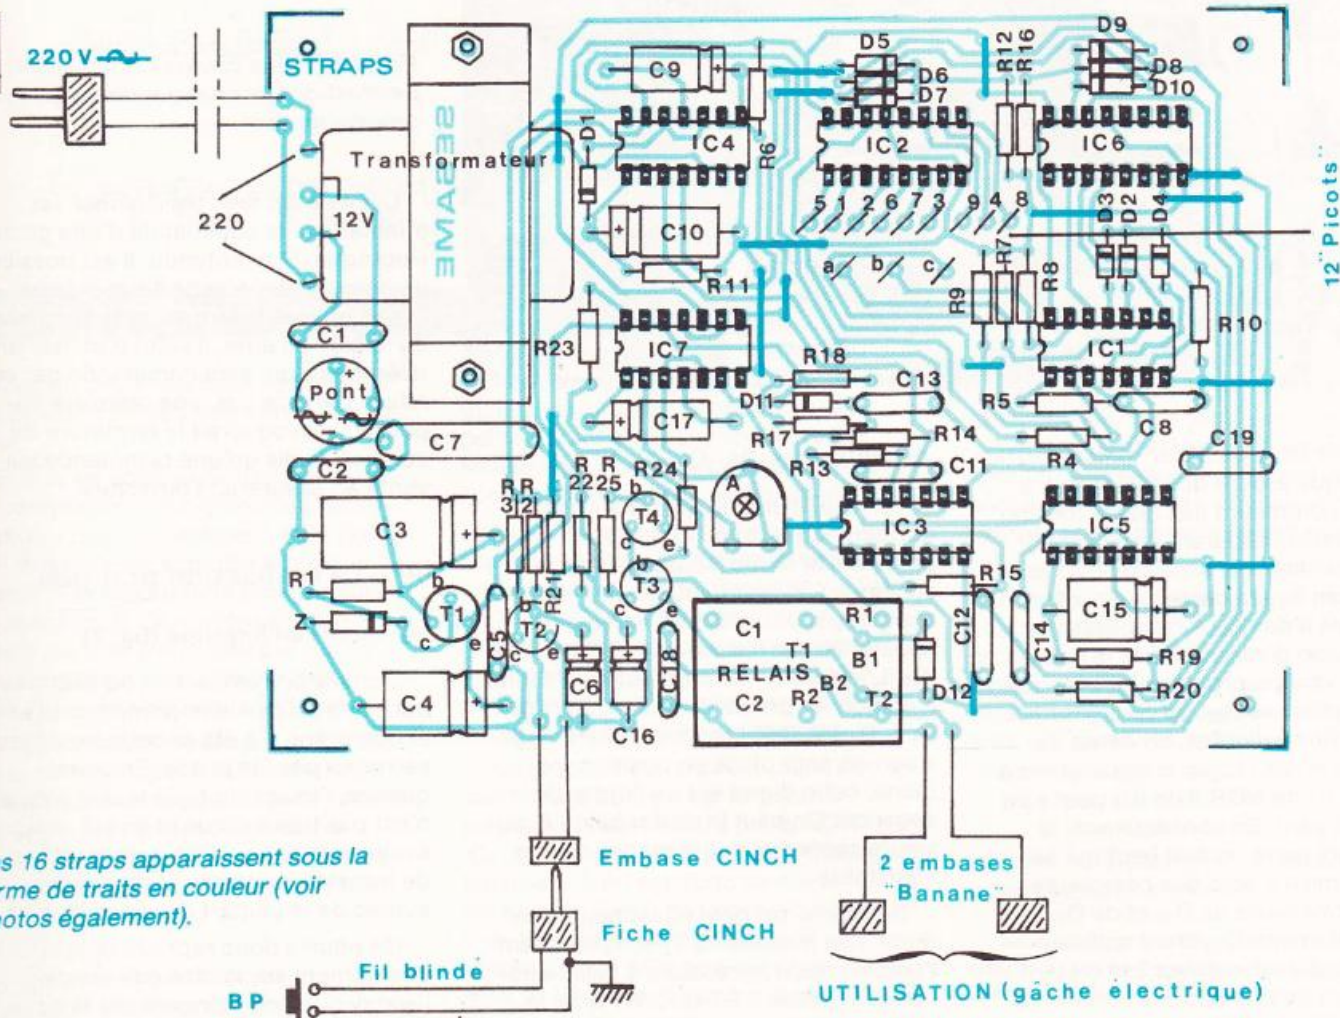 220V
STRAPS
SESAME
Transformateur
220
12V
C9
D1
IC4
R6
D5
D6
D7
IC2
R12
R16
D9
D8
D10
IC6
12 "Picots"
5 1 2 6 7 3 9 4 8
a b c
C10
R11
R9
R7
R8
D3
D2
D4
R10
C1
Pont
+
C2
C7
R23
IC7
C17
R18
D11
R17
R13
C13
R14
C11
IC1
R5
R4
C8
C19
C3
+
R1
Z
C4
+
b
T1
c
e
R3
R2
R21
R22
R25
R24
b
T4
c
e
b
T3
c
e
b
T2
c
e
C5
C6
C16
C18
A
IC3
IC5
R15
C12
C14
C15
+
R19
R20
D12
C1
R1
T1
B1
RELAIS
B2
C2
R2
T2
as 16 straps apparaissent sous la
rme de traits en couleur (voir
hotos également).
Embase CINCH
Fiche CINCH
Fil blinde
BP
2 embases
"Banane"
UTILISATION (gâche électrique)